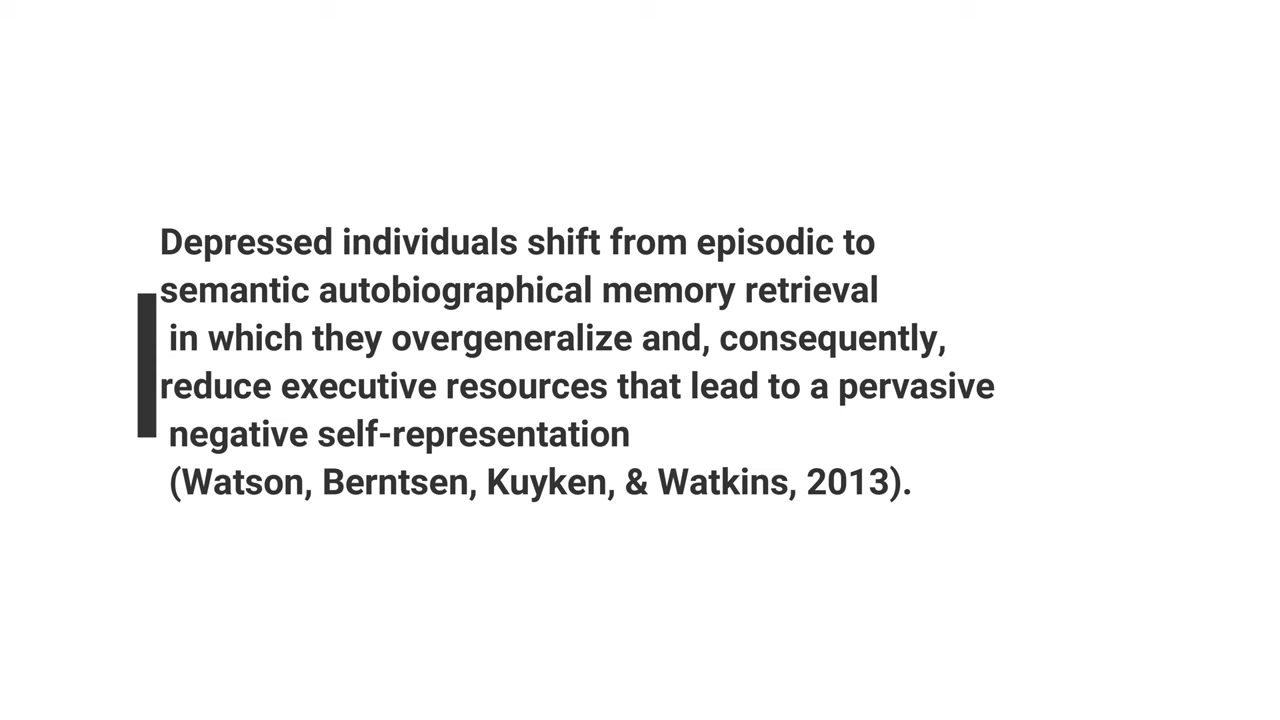 Depressed individuals shift from episodic to
semantic autobiographical memory retrieval
in which they overgeneralize and, consequently,
reduce executive resources that lead to a pervasive
negative self-representation
(Watson, Berntsen, Kuyken, & Watkins, 2013).